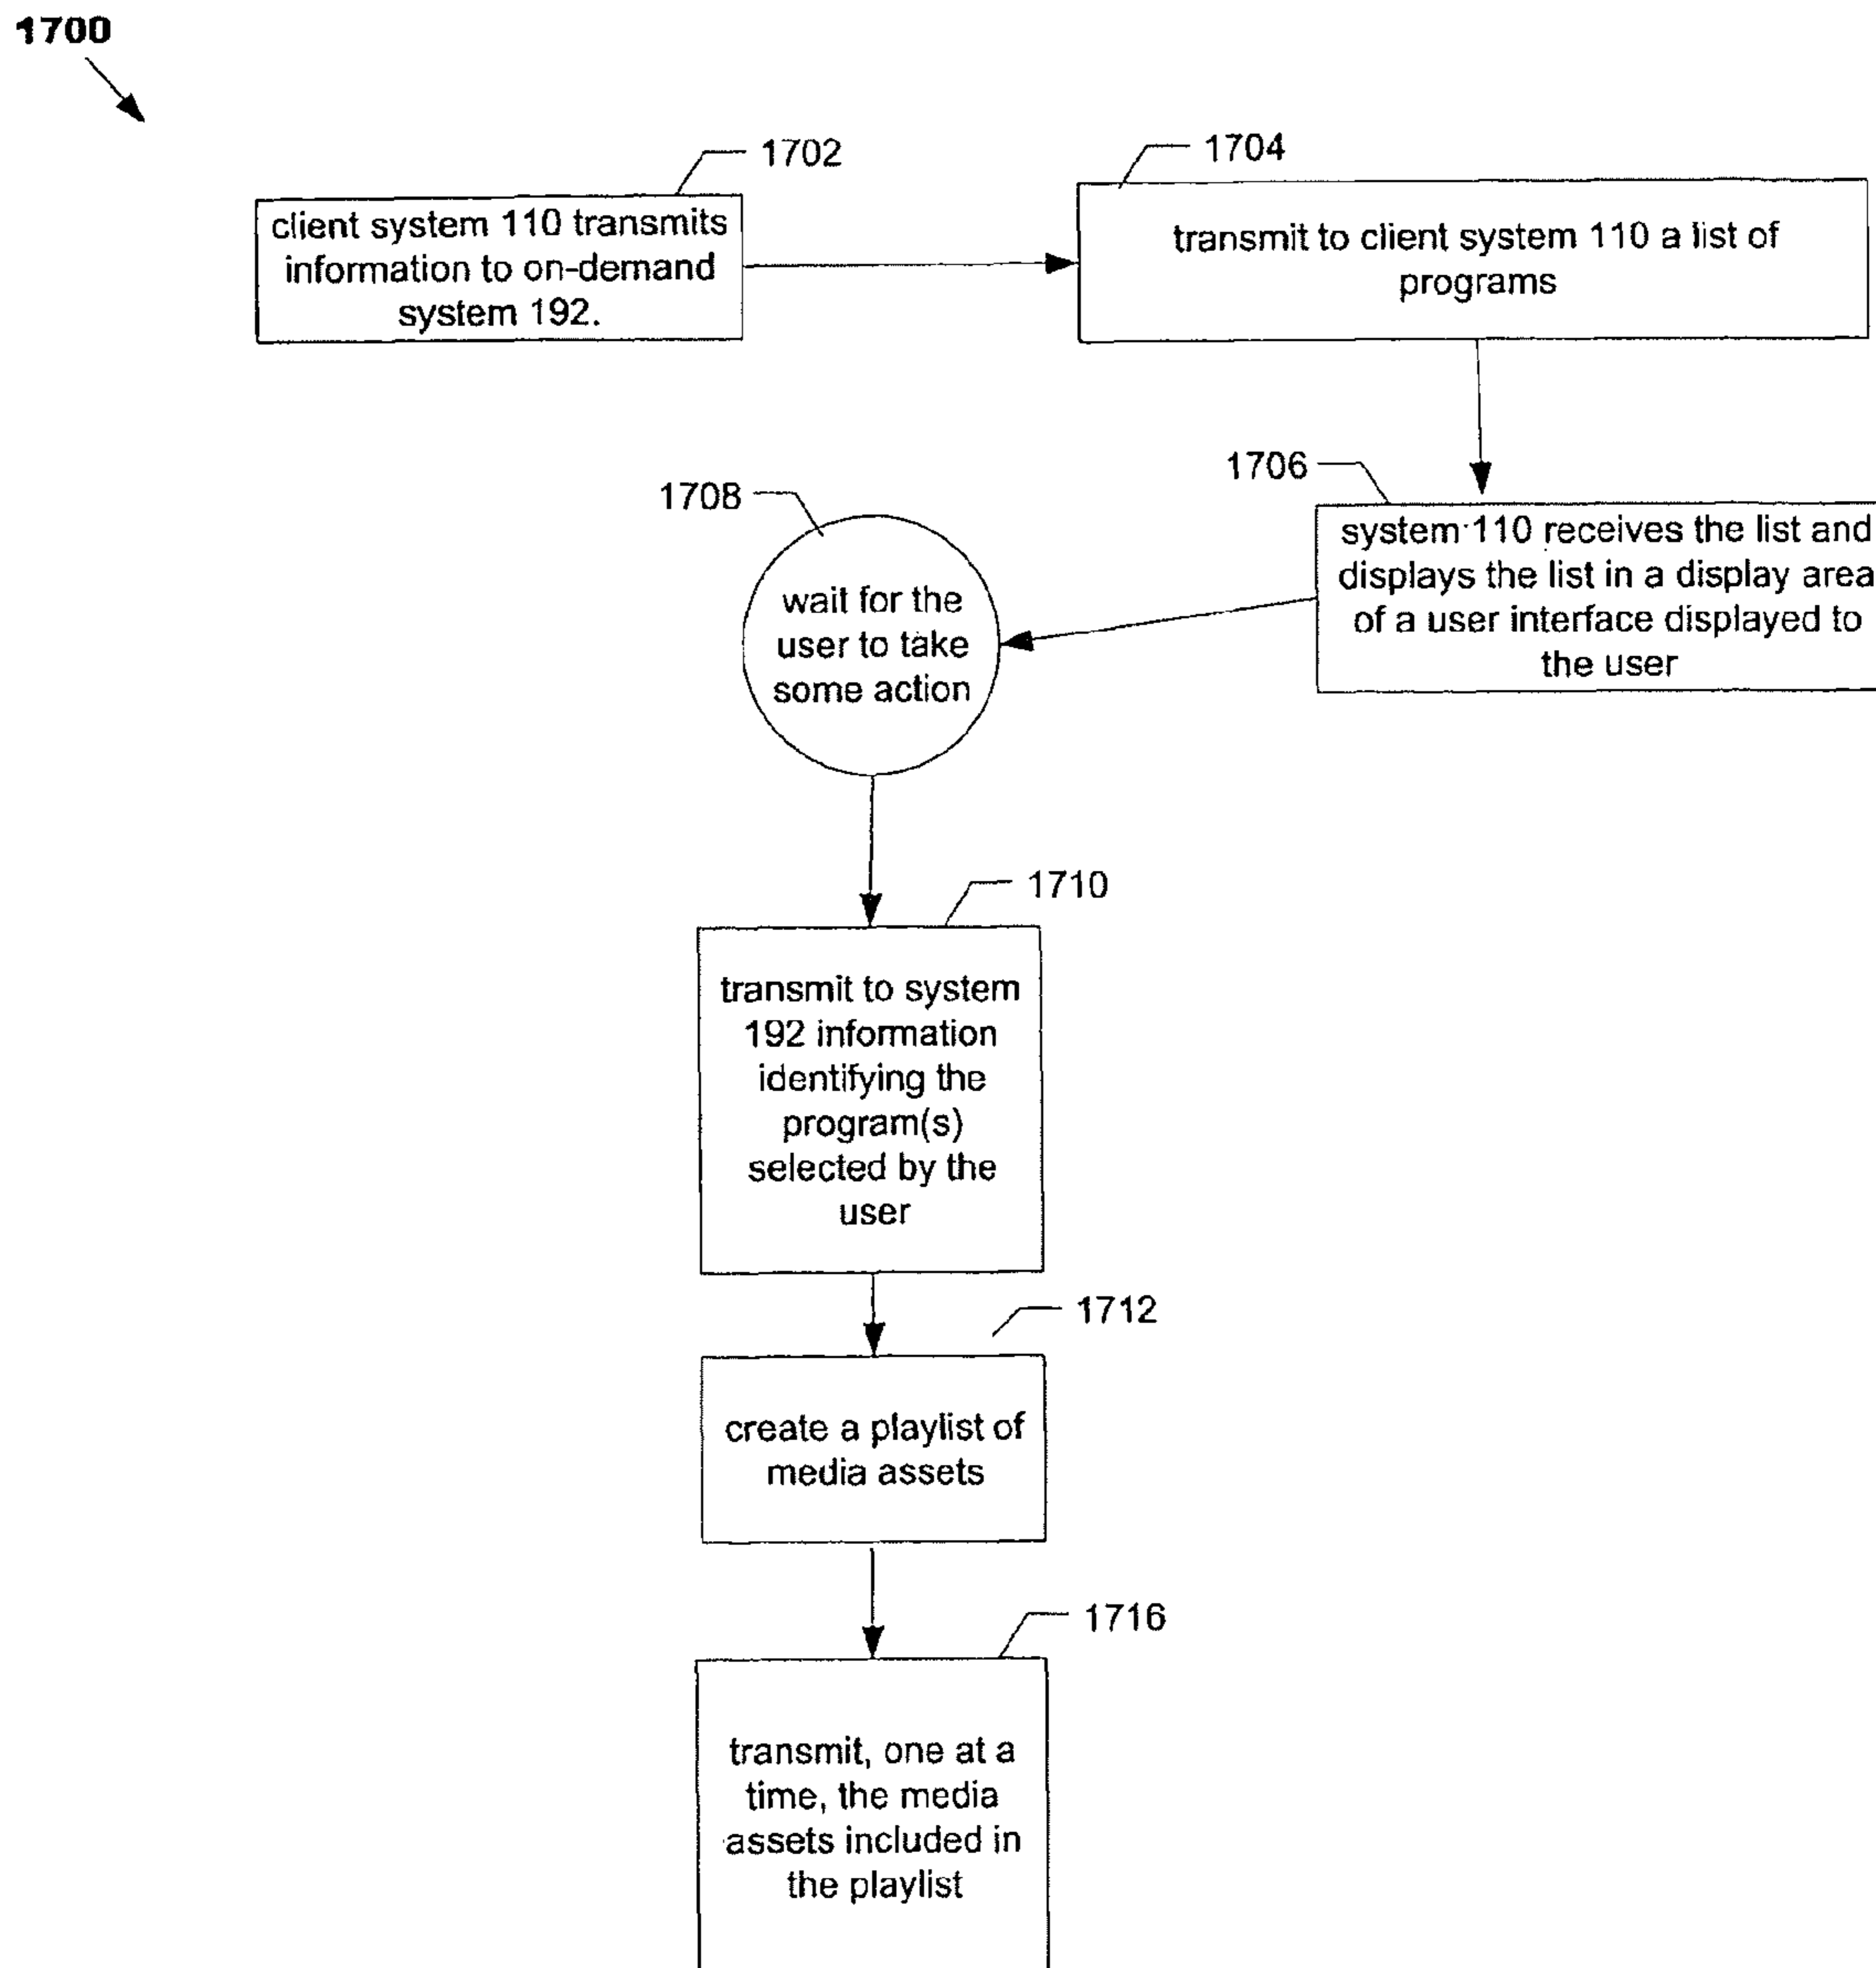 1700
1702
client system 110 transmits
information to on-demand
system 192.
1704
transmit to client system 110 a list of
programs
1706
system 110 receives the list and
displays the list in a display area
of a user interface displayed to
the user
1708
wait for the
user to take
some action
1710
transmit to system
192 information
identifying the
program(s)
selected by the
user
1712
create a playlist of
media assets
1716
transmit, one at a
time, the media
assets included in
the playlist